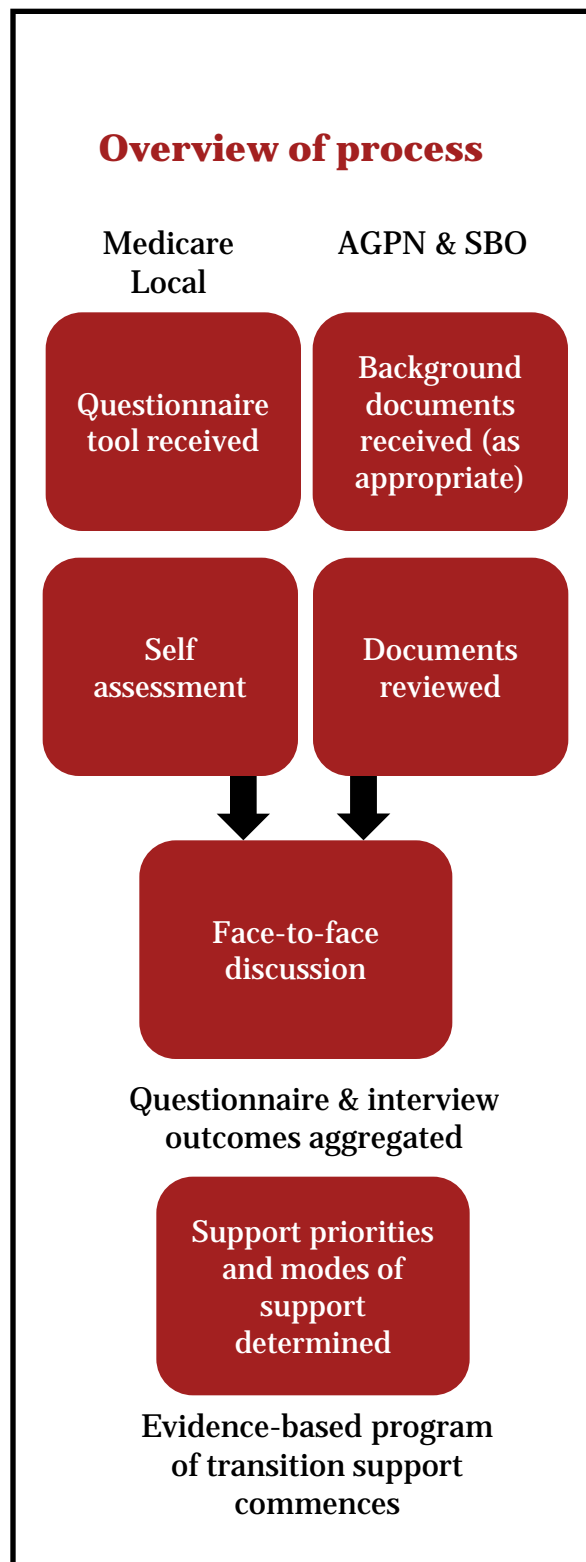 Overview of process
Medicare
Local
AGPN & SBO
Questionnaire
tool received
Background
documents
received (as
appropriate)
Self
assessment
Documents
reviewed
Face-to-face
discussion
Questionnaire & interview
outcomes aggregated
Support priorities
and modes of
support
determined
Evidence-based program
of transition support
commences